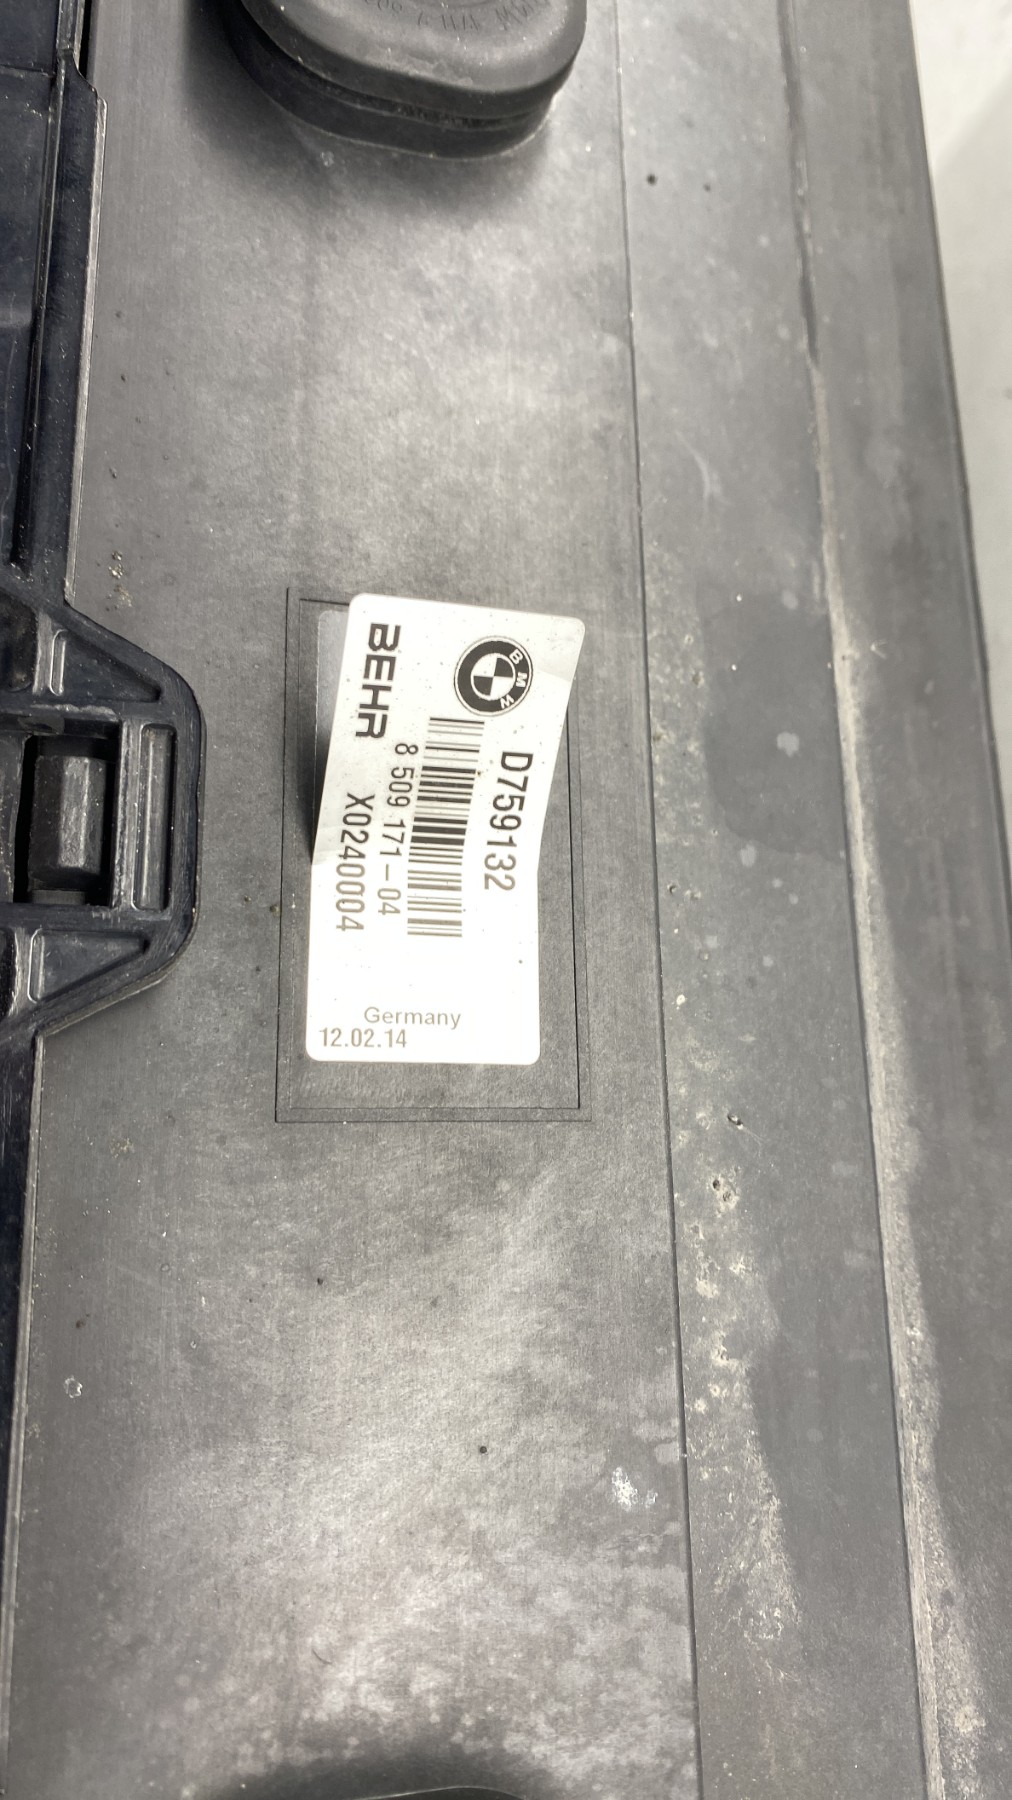 BMW
D759132
8 509 171-04
BEHR
X0240004
Germany
12.02.14